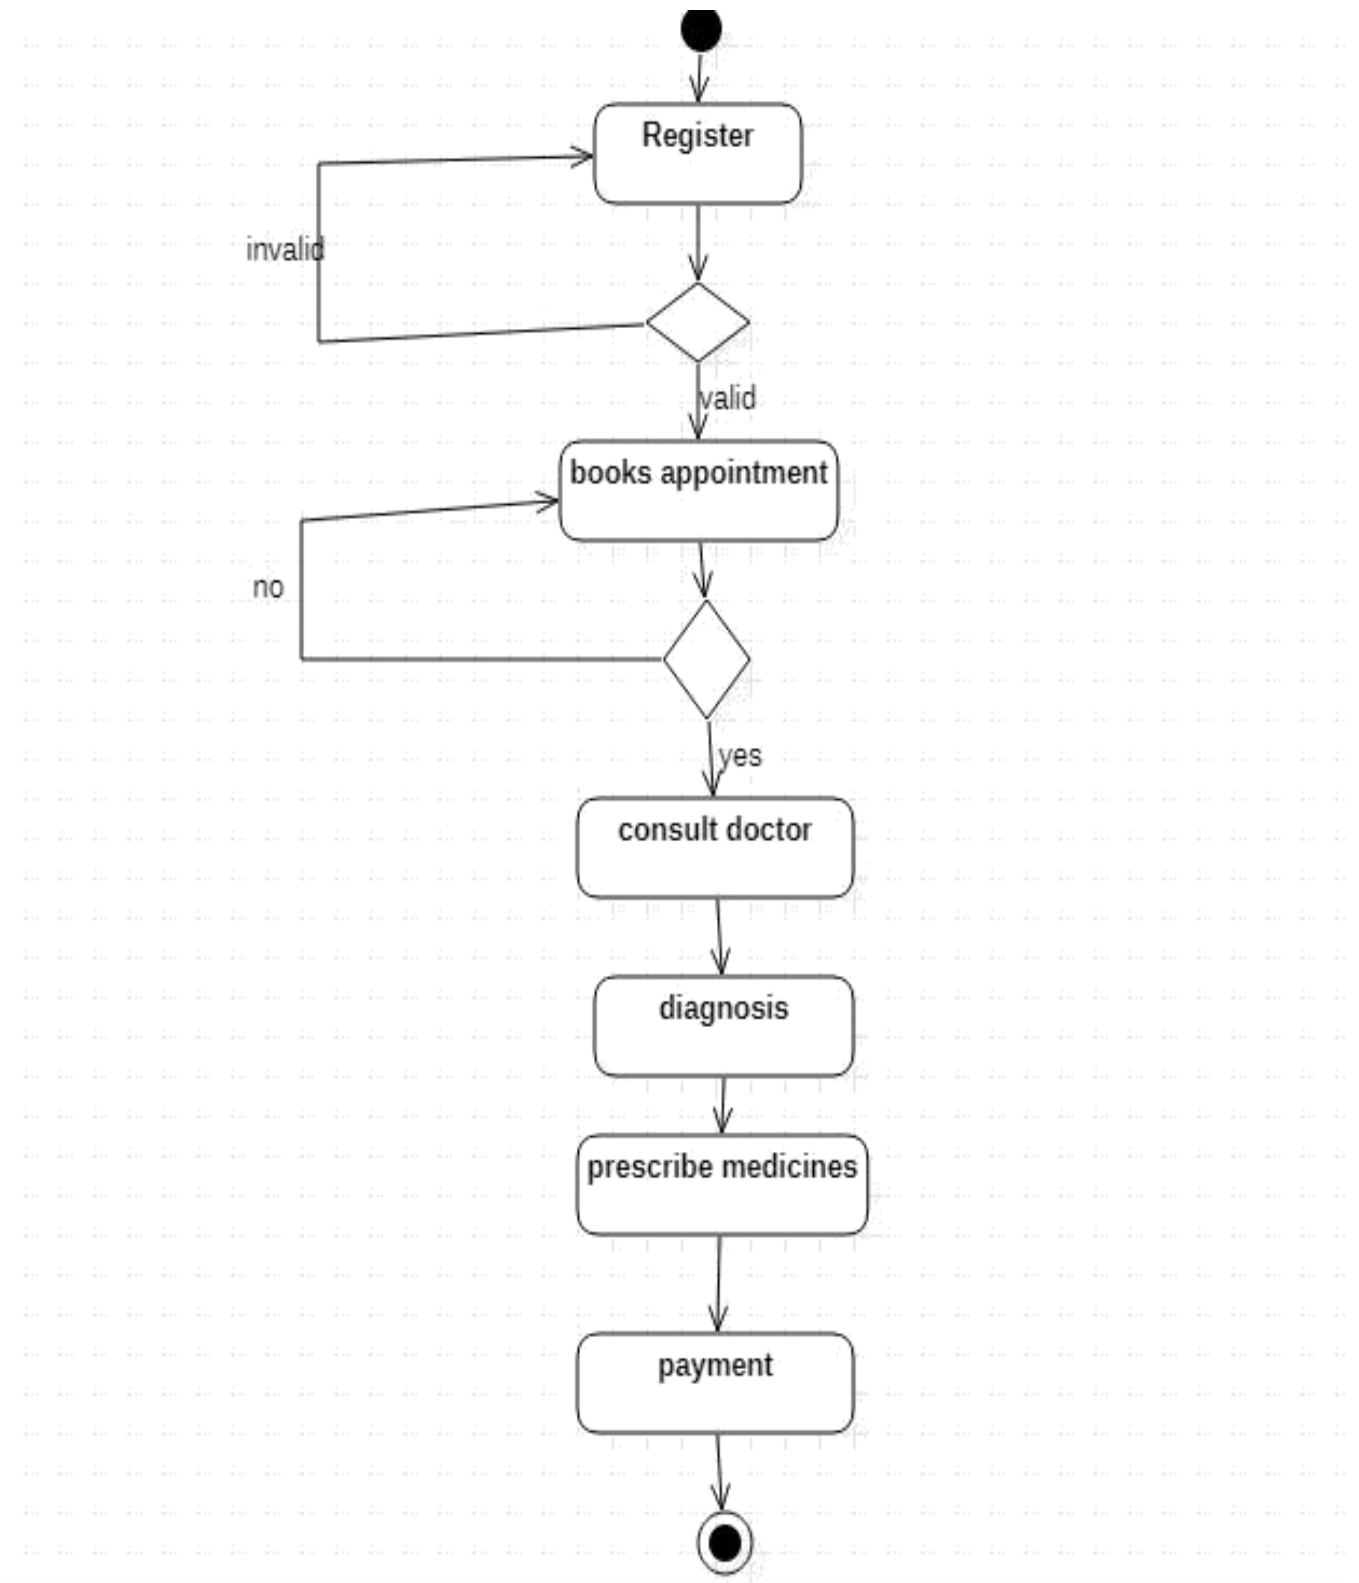 Register
invalid
valid
books appointment
no
yes
consult doctor
diagnosis
prescribe medicines
payment